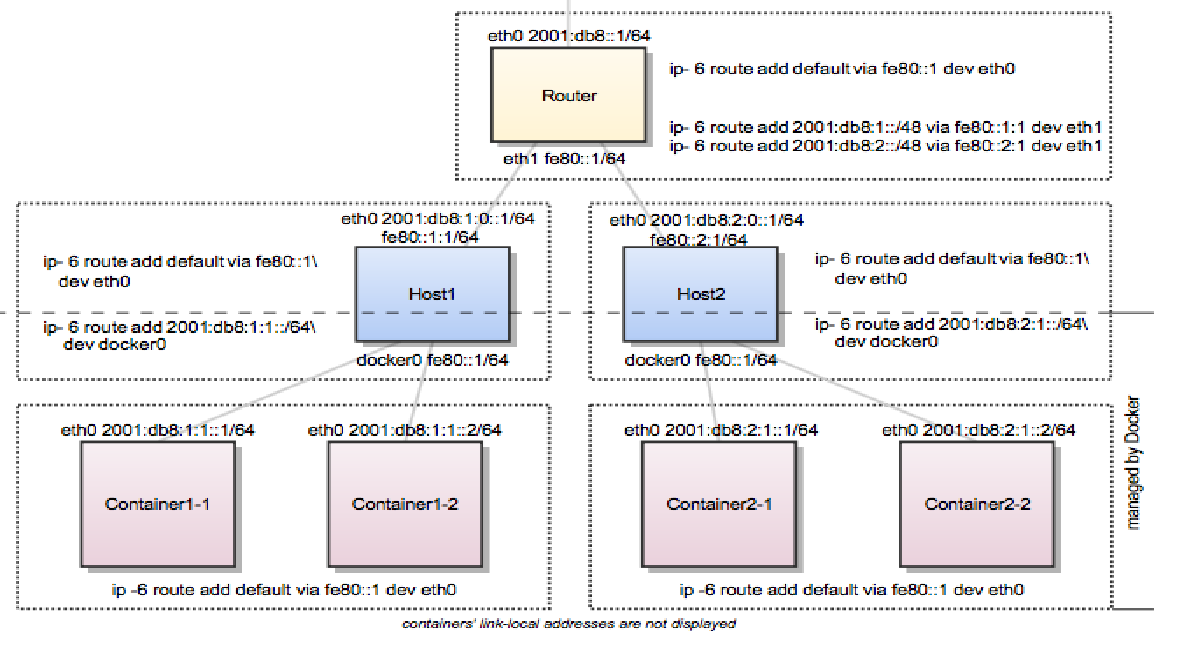 eth0 2001:db8::1/64
Router
ip- 6 route add default via fe80::1 dev eth0
ip- 6 route add 2001:db8:1::/48 via fe80::1:1 dev eth1
ip- 6 route add 2001:db8:2::/48 via fe80::2:1 dev eth1
eth1 fe80::1/64
eth0 2001:db8:1:0::1/64
fe80::1:1/64
ip- 6 route add default via fe80::1\
dev eth0
Host1
ip- 6 route add 2001:db8:1:1::/64\
dev docker0
docker0 fe80::1/64
eth0 2001:db8:2:0::1/64
fe80::2:1/64
Host2
ip- 6 route add default via fe80::1\
dev eth0
ip- 6 route add 2001:db8:2:1::/64\
dev docker0
docker0 fe80::1/64
eth0 2001:db8:1:1::1/64
eth0 2001:db8:1:1::2/64
Container1-1
Container1-2
ip -6 route add default via fe80::1 dev eth0
eth0 2001:db8:2:1::1/64
eth0 2001:db8:2:1::2/64
Container2-1
Container2-2
ip -6 route add default via fe80::1 dev eth0
managed by Docker
containers' link-local addresses are not displayed